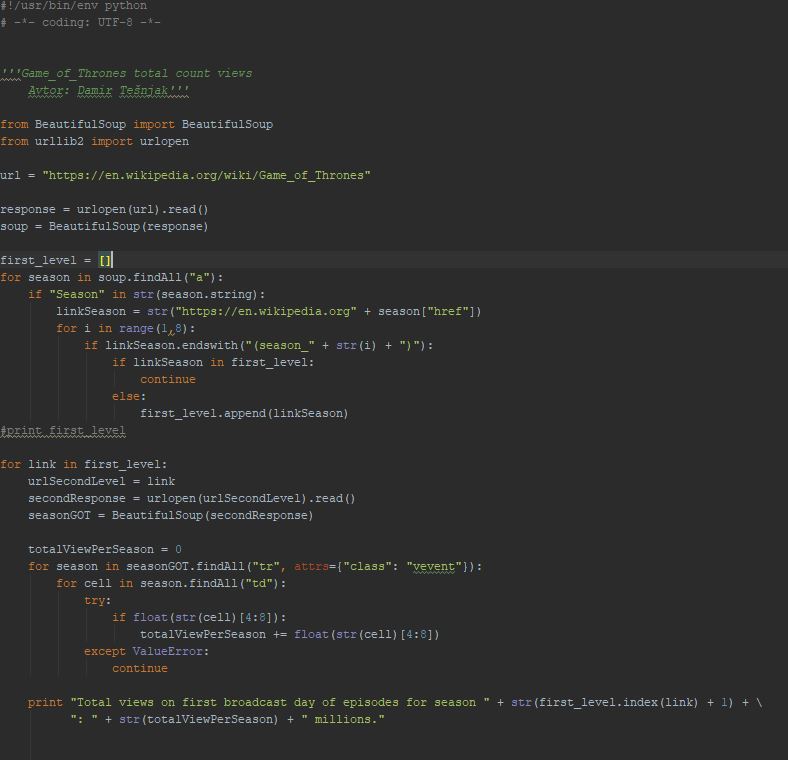 #!/usr/bin/env python
# -*- coding: UTF-8 -*-
'''Game_of_Thrones total count views
    Avtor: Damir Tešnjak'''
from BeautifulSoup import BeautifulSoup
from urllib2 import urlopen
url = "https://en.wikipedia.org/wiki/Game_of_Thrones"
response = urlopen(url).read()
soup = BeautifulSoup(response)
first_level = []
for season in soup.findAll("a"):
    if "Season" in str(season.string):
        linkSeason = str("https://en.wikipedia.org" + season["href"])
        for i in range(1,8):
            if linkSeason.endswith("(season_" + str(i) + ")"):
                if linkSeason in first_level:
                    continue
                else:
                    first_level.append(linkSeason)
#print first_level
for link in first_level:
    urlSecondLevel = link
    secondResponse = urlopen(urlSecondLevel).read()
    seasonGOT = BeautifulSoup(secondResponse)
    totalViewPerSeason = 0
    for season in seasonGOT.findAll("tr", attrs={"class": "vevent"}):
        for cell in season.findAll("td"):
            try:
                if float(str(cell)[4:8]):
                    totalViewPerSeason += float(str(cell)[4:8])
            except ValueError:
                continue
    print "Total views on first broadcast day of episodes for season " + str(first_level.index(link) + 1) + \
          ": " + str(totalViewPerSeason) + " millions."